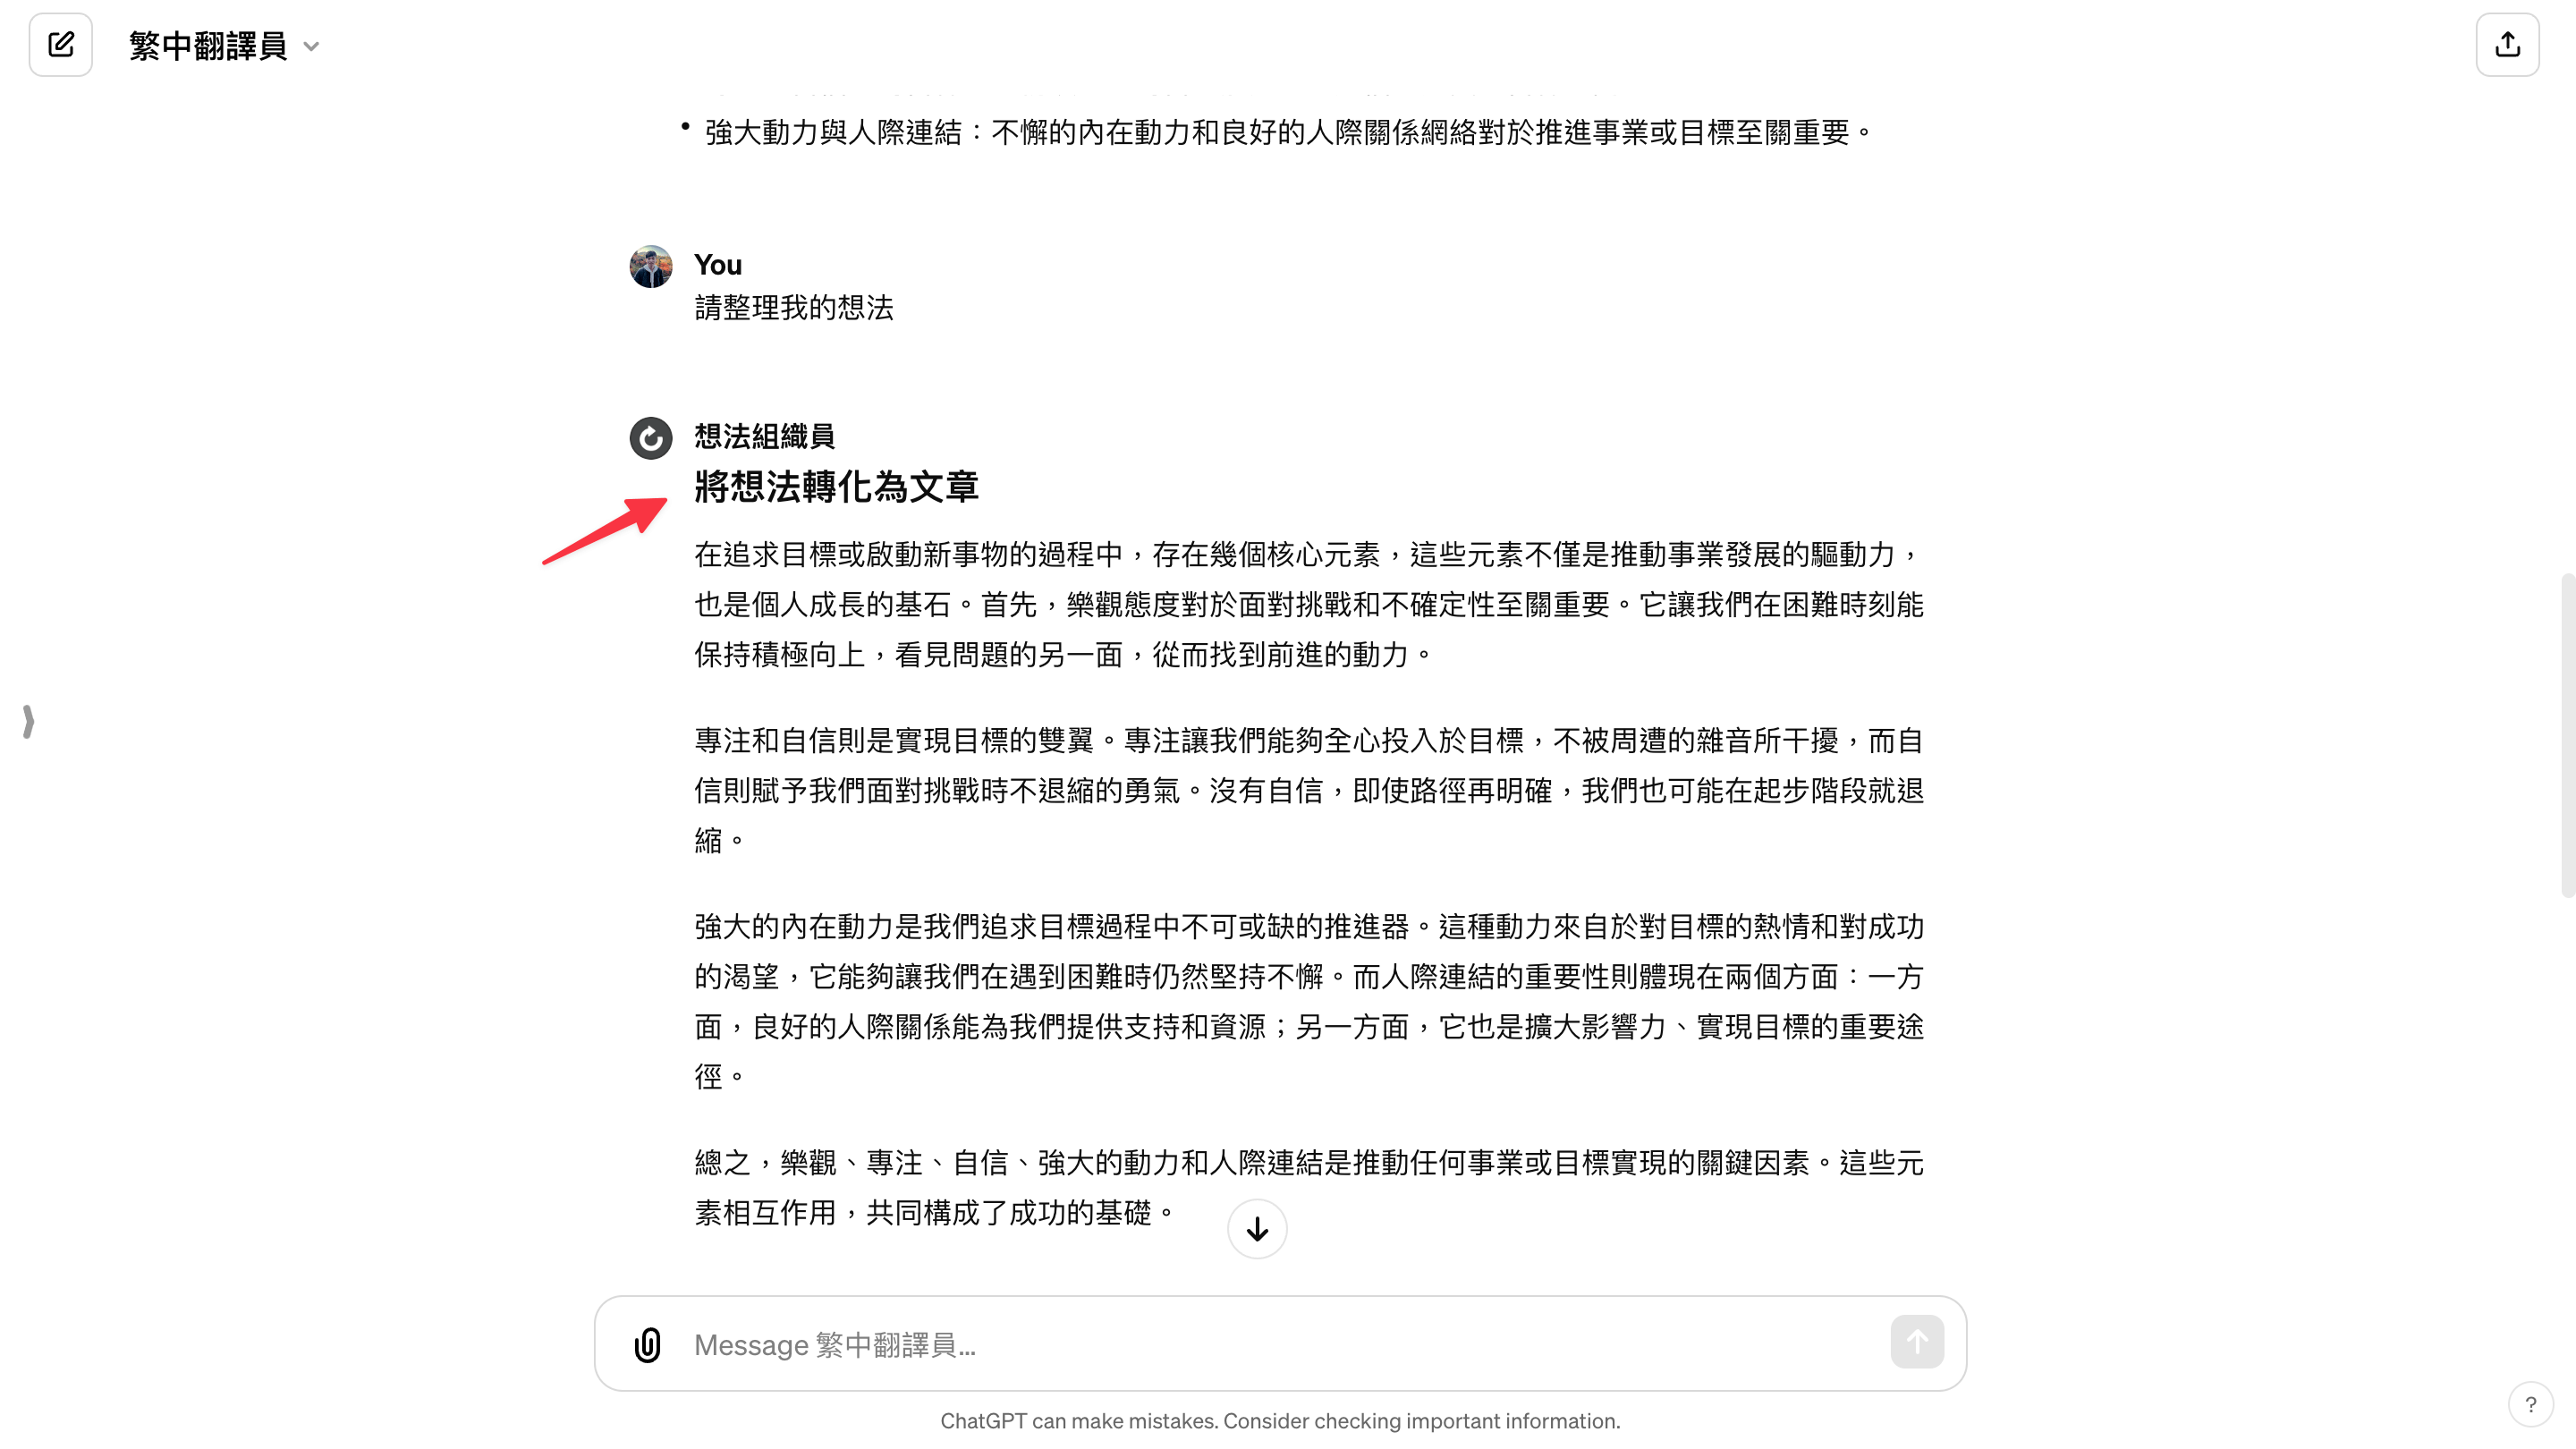 繁中翻譯員
• 強大動力與人際連結：不懈的內在動力和良好的人際關係網絡對於推進事業或目標至關重要。
You
請整理我的想法
想法組織員
將想法轉化為文章
在追求目標或啟動新事物的過程中，存在幾個核心元素，這些元素不僅是推動事業發展的驅動力，
也是個人成長的基石。首先，樂觀態度對於面對挑戰和不確定性至關重要。它讓我們在困難時刻能
保持積極向上，看見問題的另一面，從而找到前進的動力。
專注和自信則是實現目標的雙翼。專注讓我們能夠全心投入於目標，不被周遭的雜音所干擾，而自
信則賦予我們面對挑戰時不退縮的勇氣。沒有自信，即使路徑再明確，我們也可能在起步階段就退
縮。
強大的內在動力是我們追求目標過程中不可或缺的推進器。這種動力來自於對目標的熱情和對成功
的渴望，它能夠讓我們在遇到困難時仍然堅持不懈。而人際連結的重要性則體現在兩個方面：一方
面，良好的人際關係能為我們提供支持和資源；另一方面，它也是擴大影響力、實現目標的重要途
徑。
總之，樂觀、專注、自信、強大的動力和人際連結是推動任何事業或目標實現的關鍵因素。這些元
素相互作用，共同構成了成功的基礎。
Message 繁中翻譯員…
ChatGPT can make mistakes. Consider checking important information.
?